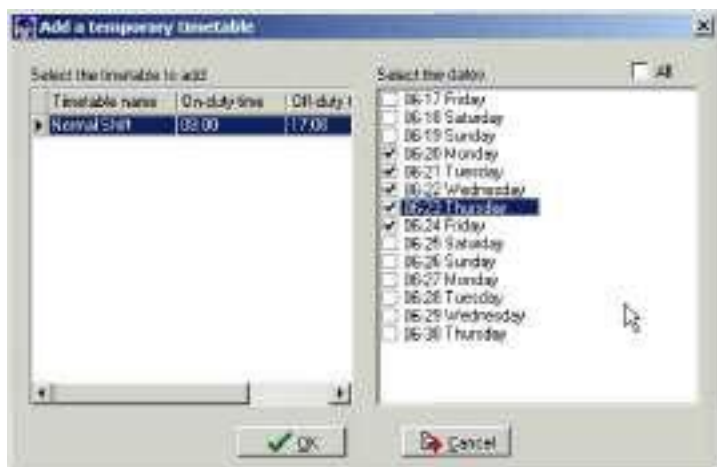 Add a temporary timetable
Select the timetable to add
Timetable name On-duty time Off-duty t
Normal Shift 08:00 17:00
Select the dates
All
06-17 Friday
06-18 Saturday
06-19 Sunday
06-20 Monday
06-21 Tuesday
06-22 Wednesday
06-23 Thursday
06-24 Friday
06-25 Saturday
06-26 Sunday
06-27 Monday
06-28 Tuesday
06-29 Wednesday
06-30 Thursday
OK
Cancel